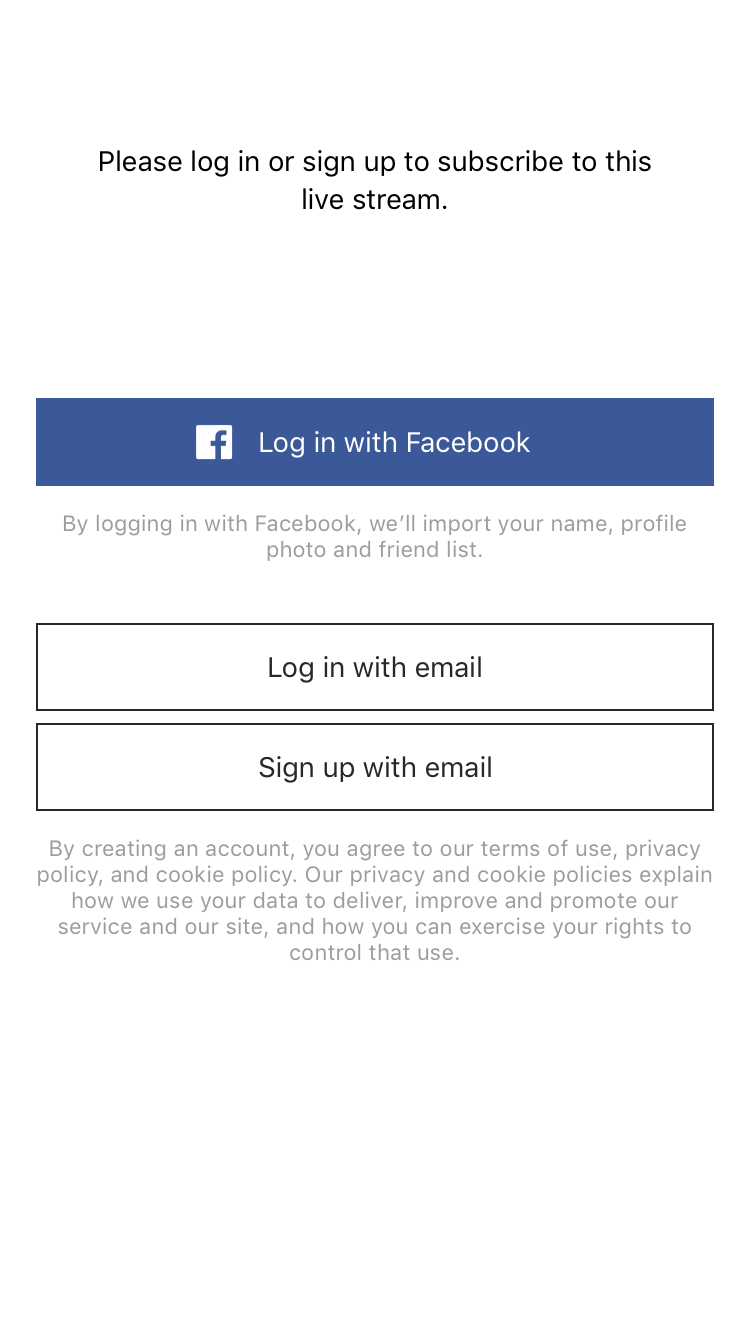 Please log in or sign up to subscribe to this
live stream.
Log in with Facebook
By logging in with Facebook, we’ll import your name, profile
photo and friend list.
Log in with email
Sign up with email
By creating an account, you agree to our terms of use, privacy
policy, and cookie policy. Our privacy and cookie policies explain
how we use your data to deliver, improve and promote our
service and our site, and how you can exercise your rights to
control that use.